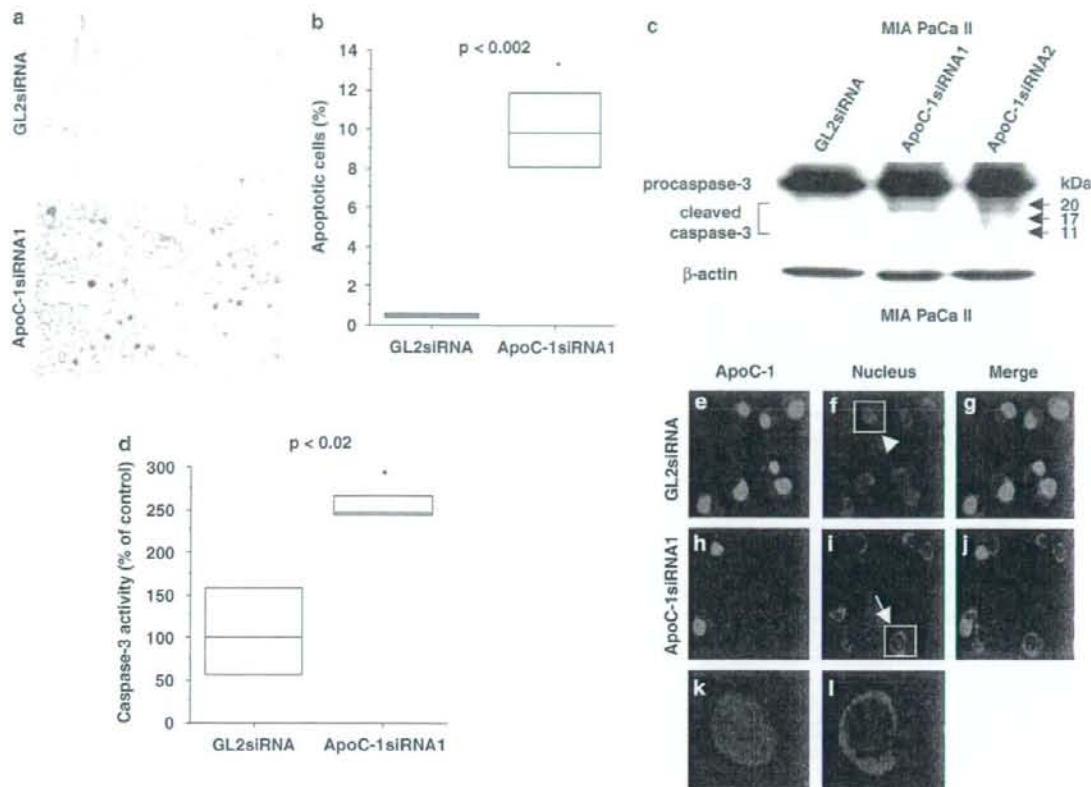 a
GL2siRNA
ApoC-1siRNA1
b
p < 0.002
Apoptotic cells (%)
14
12
10
8
6
4
2
0
GL2siRNA
ApoC-1siRNA1
c
MIA PaCa II
GL2siRNA
ApoC-1siRNA1
ApoC-1siRNA2
procaspase-3
kDa
cleaved
caspase-3
20
17
11
β-actin
MIA PaCa II
d.
p < 0.02
Caspase-3 activity (% of control)
300
250
200
150
100
50
0
GL2siRNA
ApoC-1siRNA1
ApoC-1
Nucleus
Merge
GL2siRNA
e
f
g
ApoC-1siRNA1
h
i
j
k
l